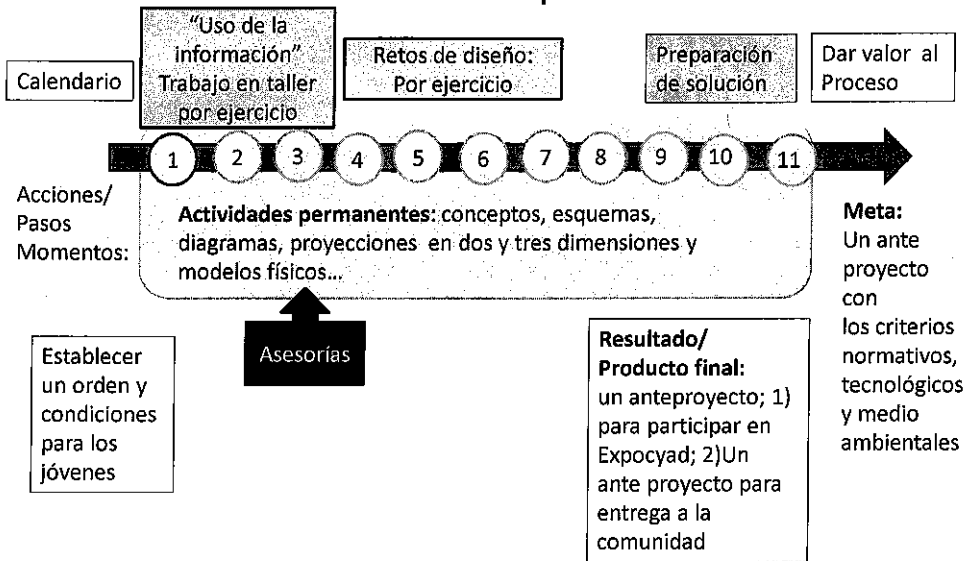 "Uso de la
información"
Trabajo en taller
por ejercicio
Calendario
Retos de diseño:
Por ejercicio
Preparación
de solución
Dar valor al
Proceso
1 2 3 4 5 6 7 8 9 10 11
Acciones/
Pasos
Momentos:
Actividades permanentes: conceptos, esquemas,
diagramas, proyecciones en dos y tres dimensiones y
modelos físicos...
Meta:
Un ante
proyecto
con
los criterios
normativos,
tecnológicos
y medio
ambientales
Asesorías
Establecer
un orden y
condiciones
para los
jóvenes
Resultado/
Producto final:
un anteproyecto; 1)
para participar en
Expocyad; 2)Un
ante proyecto para
entrega a la
comunidad